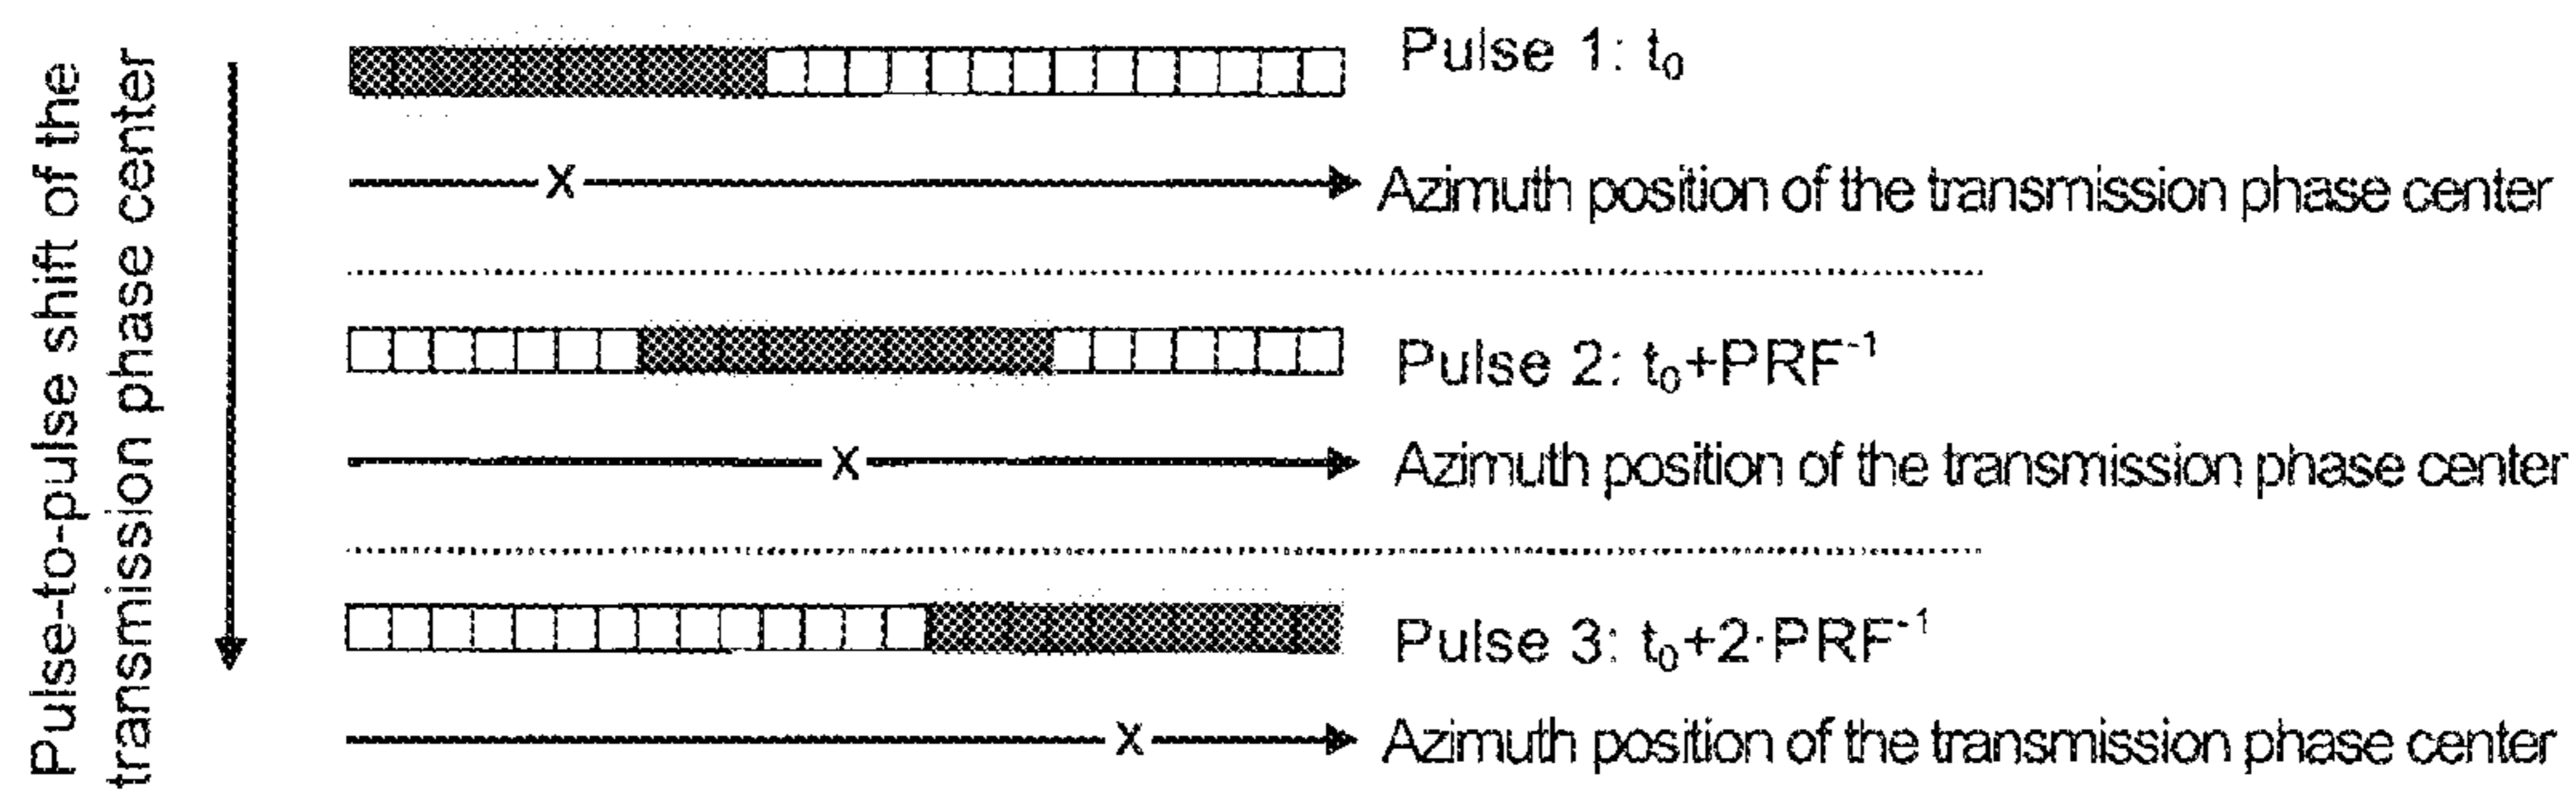 Pulse-to-pulse shift of the
transmission phase center
Pulse 1: t₀
X
Azimuth position of the transmission phase center
Pulse 2: t₀+PRF⁻¹
X
Azimuth position of the transmission phase center
Pulse 3: t₀+2·PRF⁻¹
X
Azimuth position of the transmission phase center